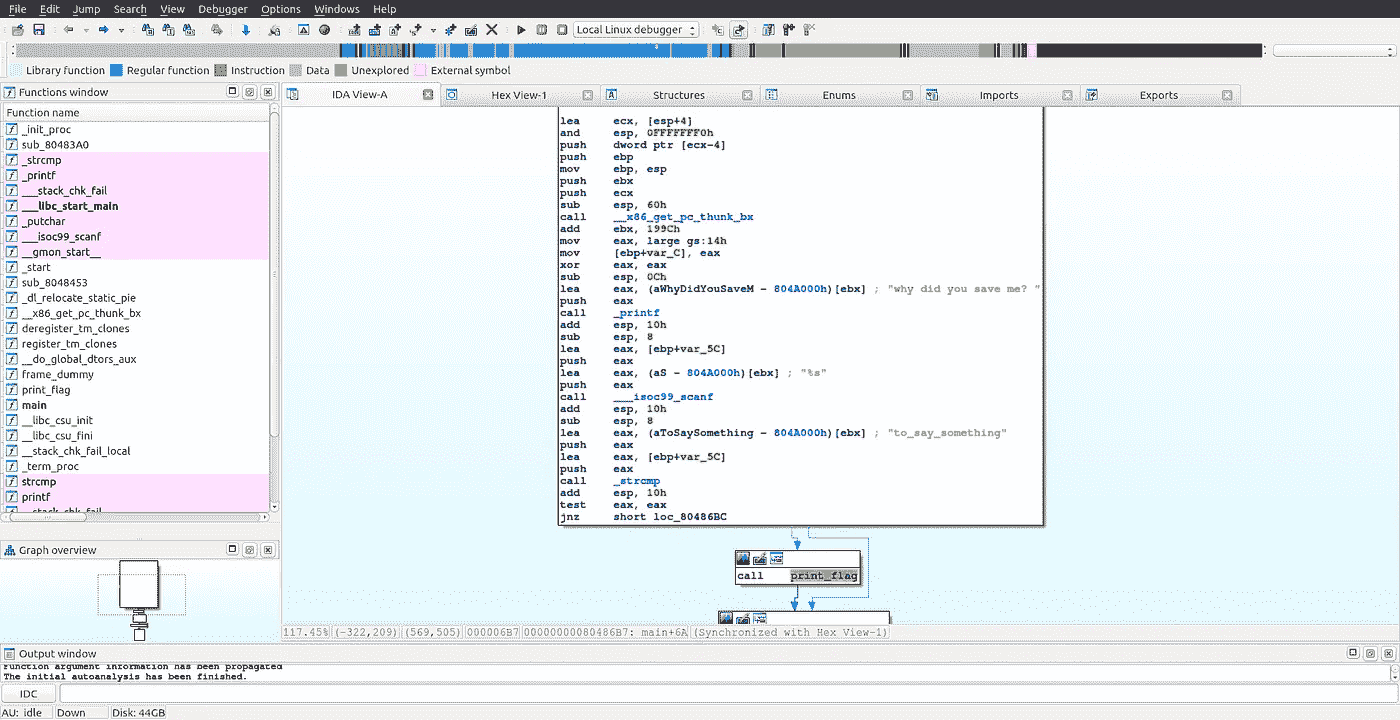 File Edit Jump Search View Debugger Options Windows Help
Local Linux debugger
Library function Regular function Instruction Data Unexplored External symbol
Functions window
Function name
_init_proc
sub_80483A0
_strcmp
_printf
___stack_chk_fail
___libc_start_main
_putchar
___isoc99_scanf
__gmon_start__
_start
sub_8048453
_dl_relocate_static_pie
__x86_get_pc_thunk_bx
deregister_tm_clones
register_tm_clones
__do_global_dtors_aux
frame_dummy
print_flag
main
__libc_csu_init
__libc_csu_fini
__stack_chk_fail_local
_term_proc
strcmp
printf
__stack_chk_fail
Graph overview
IDA View-A Hex View-1 Structures Enums Imports Exports
lea ecx, [esp+4]
and esp, 0FFFFFFF0h
push dword ptr [ecx-4]
push ebp
mov ebp, esp
push ebx
push ecx
sub esp, 60h
call __x86_get_pc_thunk_bx
add ebx, 199Ch
mov eax, large gs:14h
mov [ebp+var_C], eax
xor eax, eax
sub esp, 0Ch
lea eax, (aWhyDidYouSaveM - 804A000h)[ebx] ; "why did you save me? "
push eax
call _printf
add esp, 10h
sub esp, 8
lea eax, [ebp+var_5C]
push eax
lea eax, (aS - 804A000h)[ebx] ; "%s"
push eax
call ___isoc99_scanf
add esp, 10h
sub esp, 8
lea eax, (aToSaySomething - 804A000h)[ebx] ; "to_say_something"
push eax
lea eax, [ebp+var_5C]
push eax
call _strcmp
add esp, 10h
test eax, eax
jnz short loc_80486BC
call print_flag
117.45% (-322,209) (569,505) 000006B7 00000000080486B7: main+6A (Synchronized with Hex View-1)
Output window
Function argument information has been propagated
The initial autoanalysis has been finished.
IDC
AU: idle Down Disk: 44GB